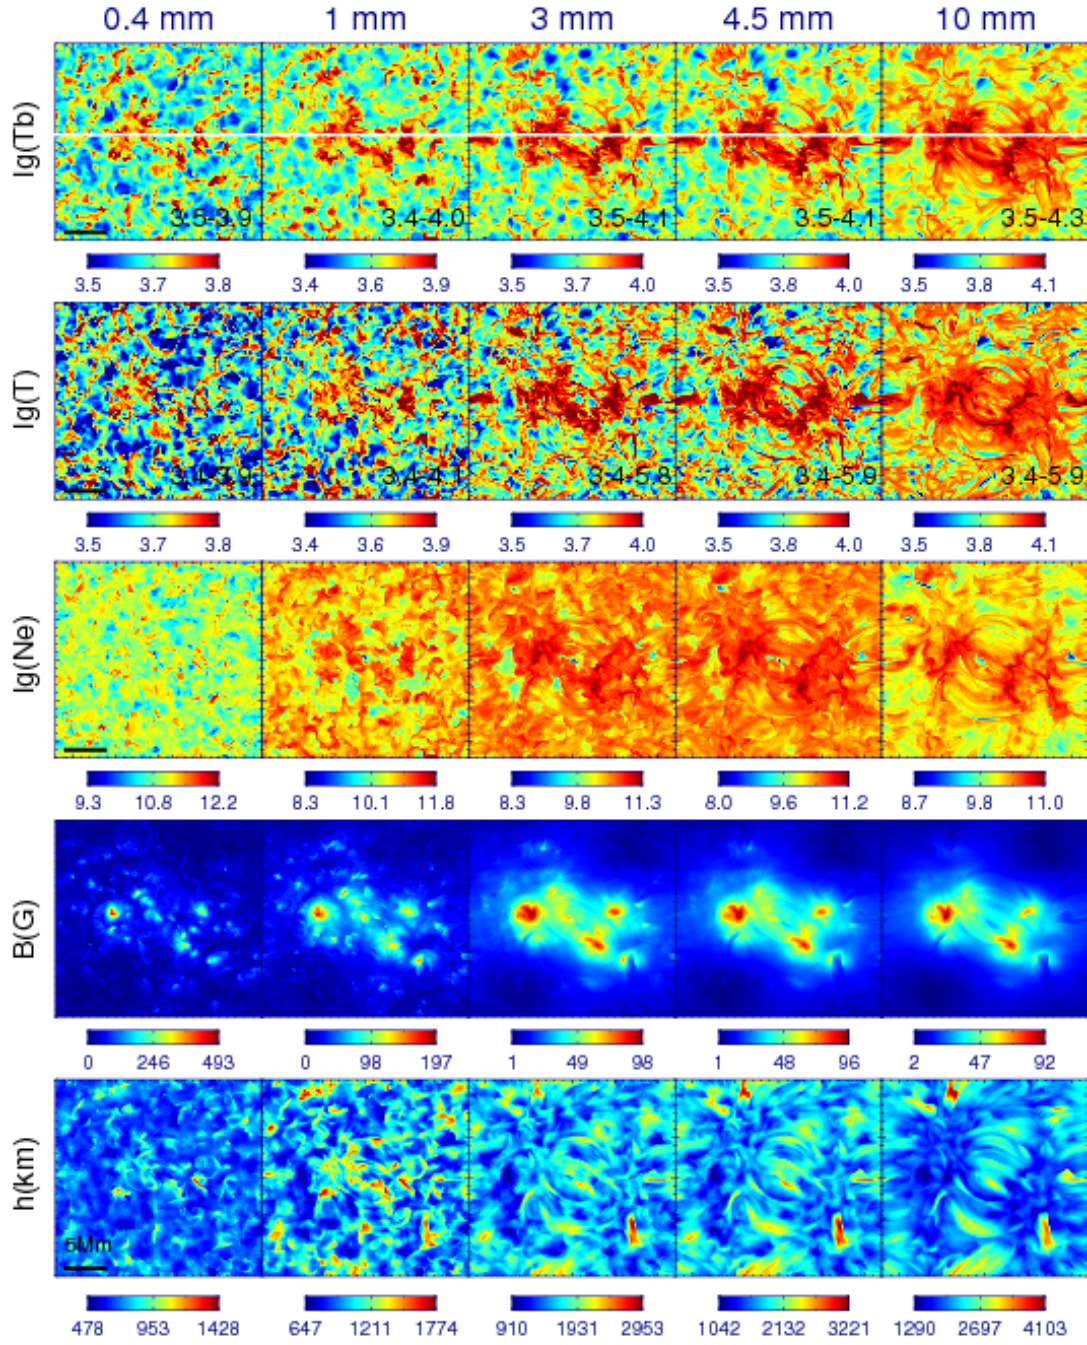 0.4 mm 1 mm 3 mm 4.5 mm 10 mm
lg(Tb)
3.5-3.9 3.4-4.0 3.5-4.1 3.5-4.1 3.5-4.3
3.5 3.7 3.8 3.4 3.6 3.9 3.5 3.8 4.0 3.5 3.8 4.0 3.5 3.8 4.1
lg(T)
3.4-3.9 3.4-4.1 3.4-5.8 3.4-5.9 3.4-5.9
3.5 3.7 3.8 3.4 3.6 3.9 3.5 3.7 4.0 3.5 3.8 4.0 3.5 3.8 4.1
lg(Ne)
9.3 10.8 12.2 8.3 10.1 11.8 8.3 9.8 11.3 8.0 9.6 11.2 8.7 9.8 11.0
B(G)
0 246 493 0 98 197 1 49 98 1 48 96 2 47 92
h(km)
5Mm
478 953 1428 647 1211 1774 910 1931 2953 1042 2132 3221 1290 2697 4103